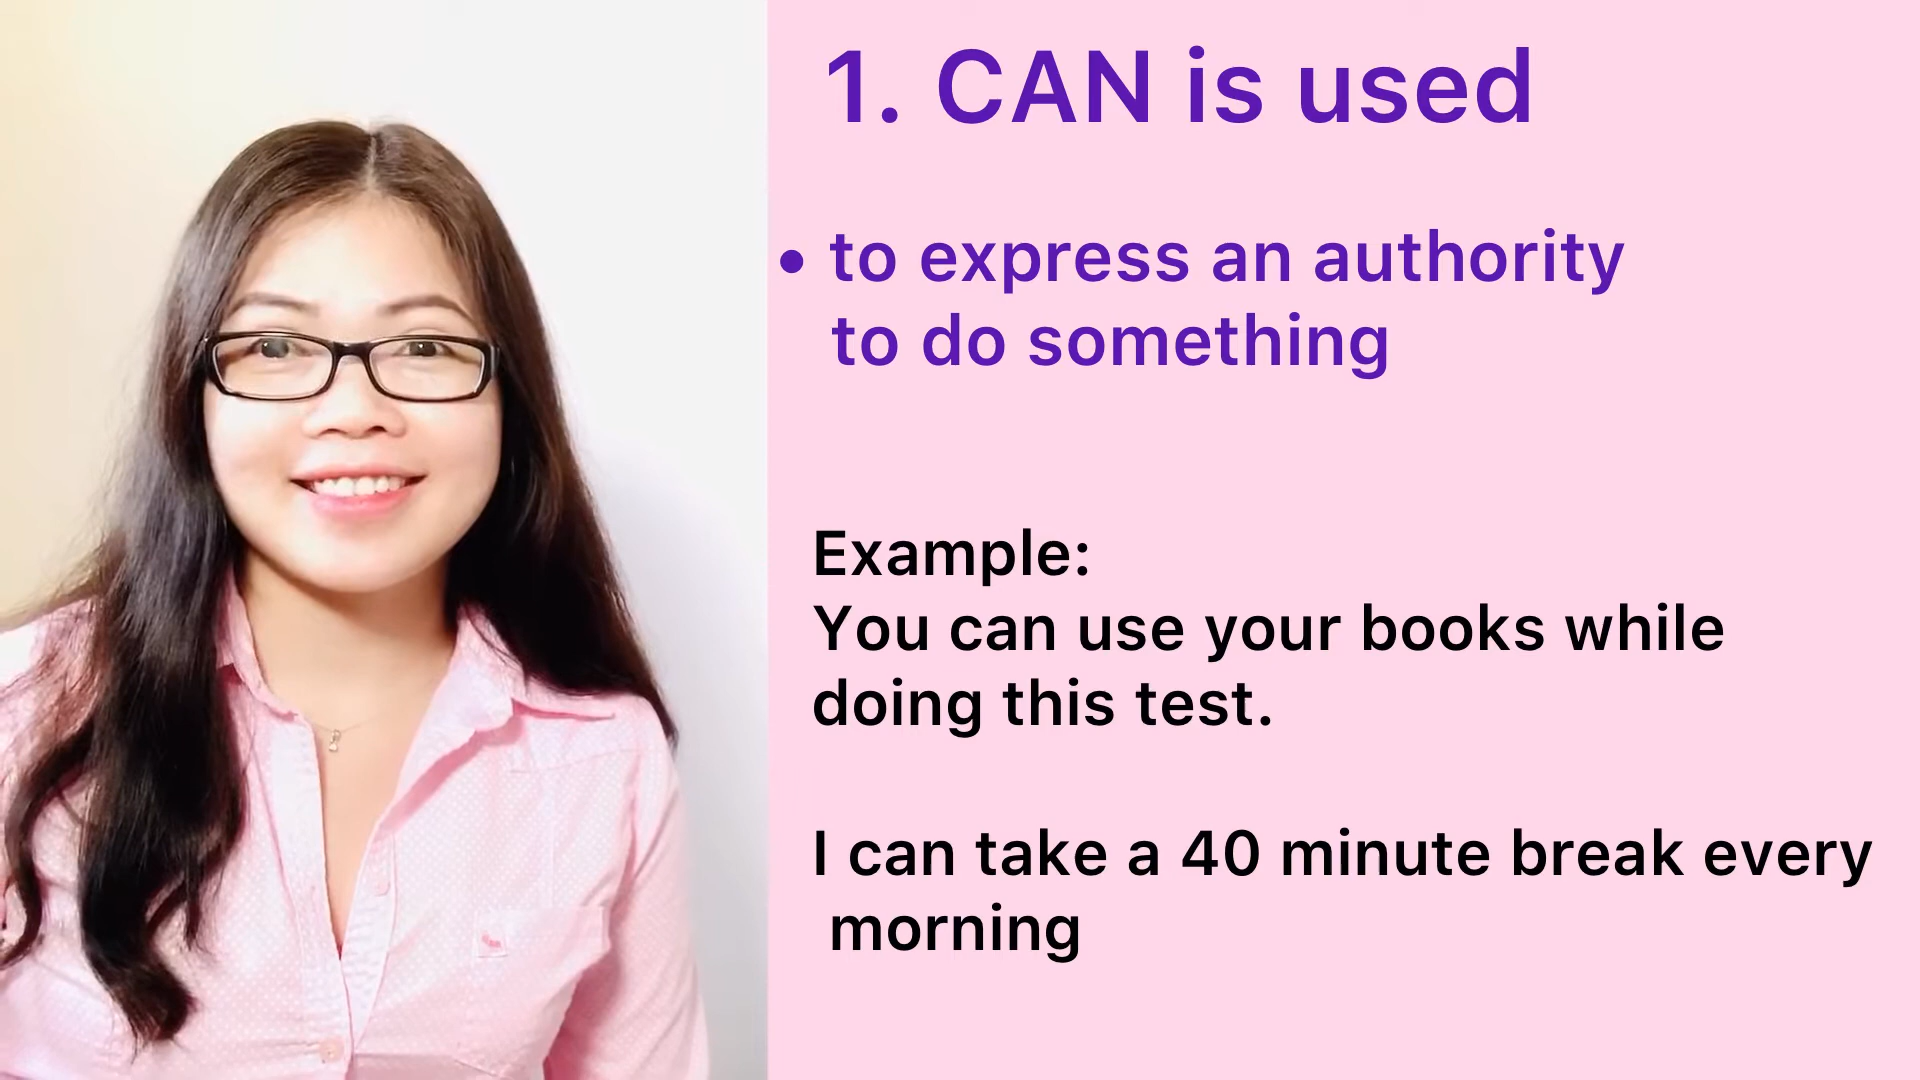 1. CAN is used
• to express an authority
to do something
Example:
You can use your books while
doing this test.
I can take a 40 minute break every
morning